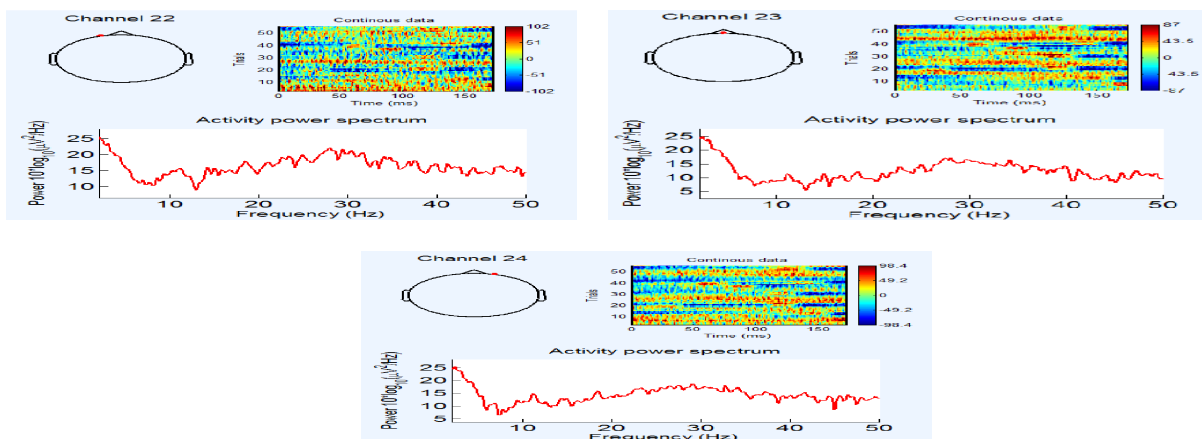 Channel 22
Continous data
Trials
50
40
30
20
10
0
0 50 100 150
Time (ms)
102
51
0
-51
-102
Activity power spectrum
Power 10*log10(μV2/Hz)
25
20
15
10
10 20 30 40 50
Frequency (Hz)
Channel 23
Continous data
Trials
50
40
30
20
10
0
0 50 100 150
Time (ms)
87
43.5
0
43.5
-87
Activity power spectrum
Power 10*log10(μV2/Hz)
25
20
15
10
5
10 20 30 40 50
Frequency (Hz)
Channel 24
Continous data
Trials
50
40
30
20
10
0
0 50 100 150
Time (ms)
98.4
49.2
0
-49.2
-98.4
Activity power spectrum
Power 10*log10(μV2/Hz)
25
20
15
10
5
10 20 30 40 50
Frequency (Hz)